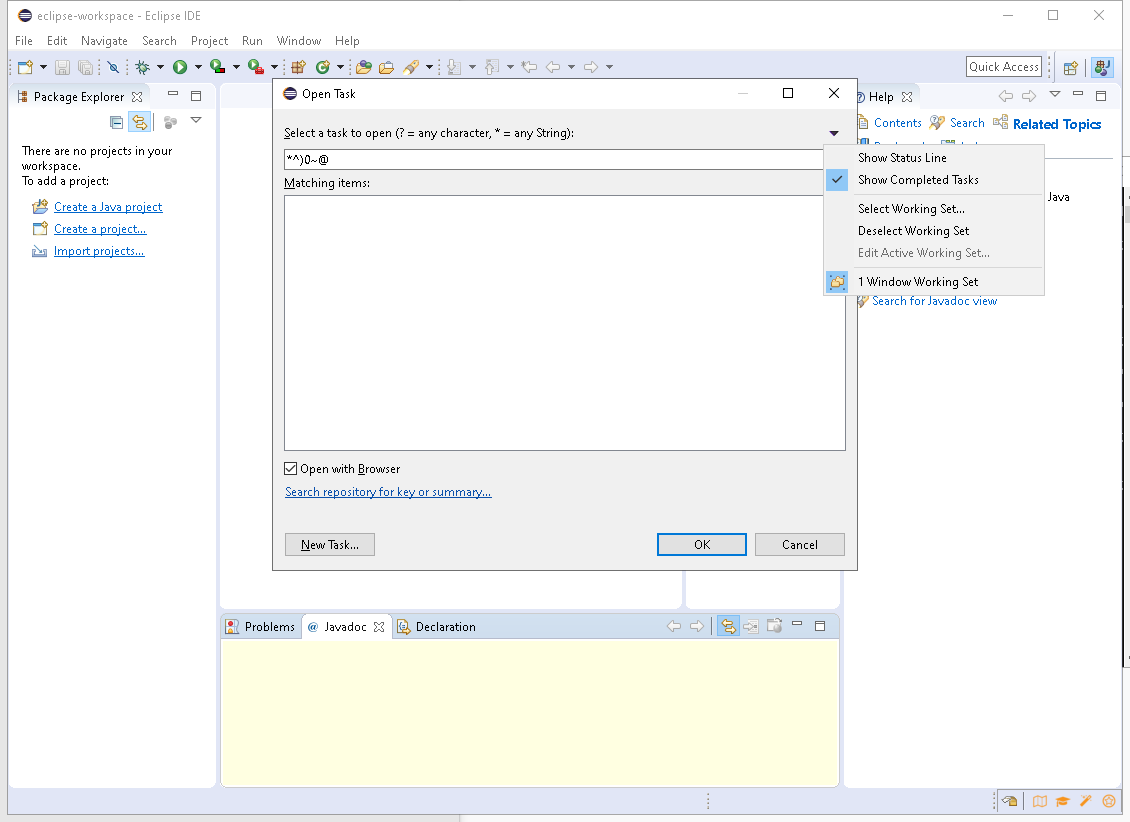 eclipse-workspace - Eclipse IDE
File Edit Navigate Search Project Run Window Help
Quick Access
Package Explorer
There are no projects in your
workspace.
To add a project:
Create a Java project
Create a project...
Import projects...
Open Task
Select a task to open (? = any character, * = any String):
*^)0~@
Matching items:
Open with Browser
Search repository for key or summary...
New Task...
OK
Cancel
Help
Contents Search Related Topics
Show Status Line
Show Completed Tasks
Java
Select Working Set...
Deselect Working Set
Edit Active Working Set...
1 Window Working Set
Search for Javadoc view
Problems
@ Javadoc
Declaration